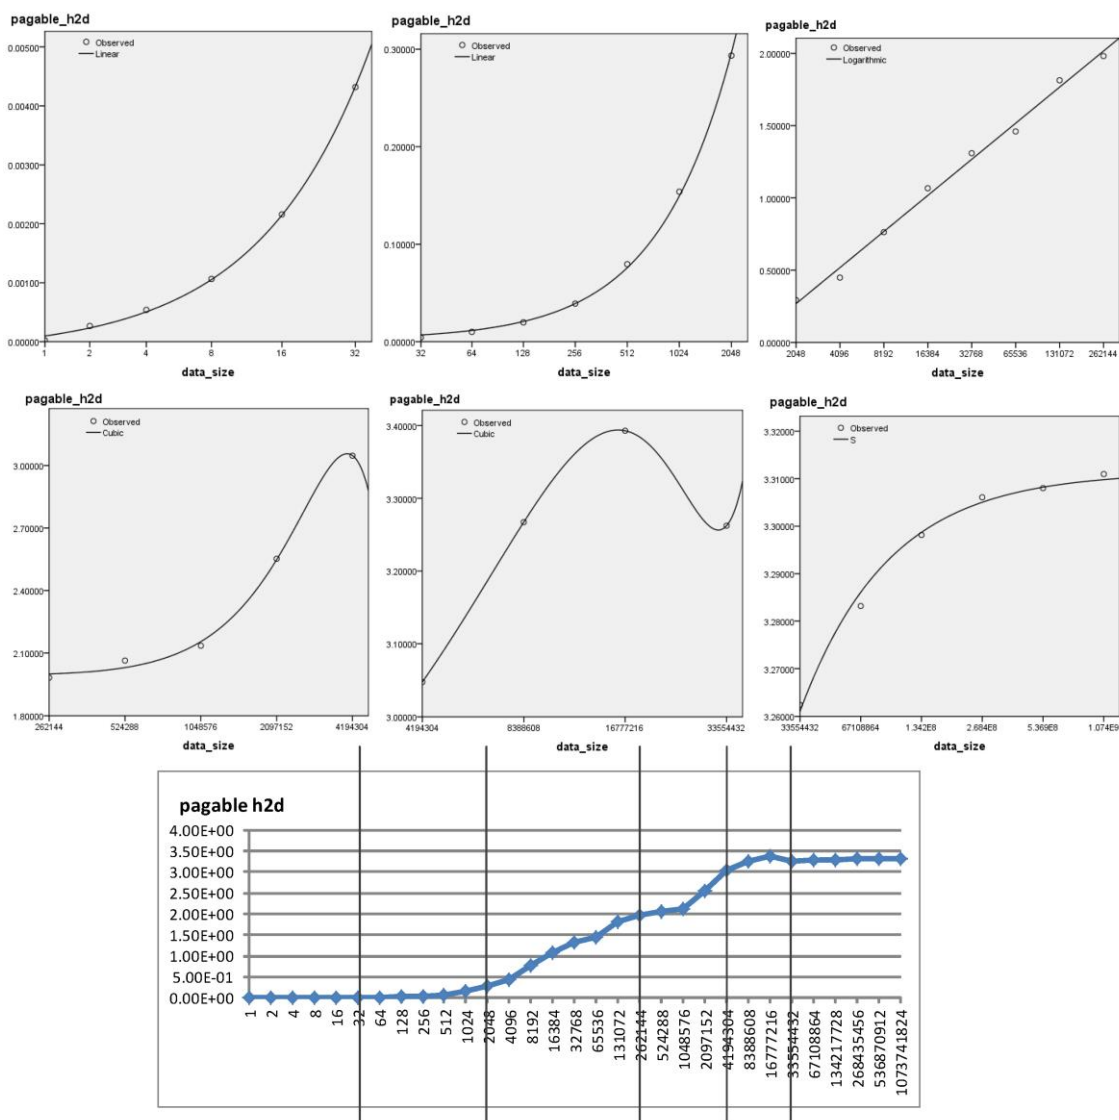 pagable_h2d
Observed
Linear
0.00500
0.00400
0.00300
0.00200
0.00100
0.00000
1 2 4 8 16 32
data_size
pagable_h2d
Observed
Linear
0.30000
0.20000
0.10000
0.00000
32 64 128 256 512 1024 2048
data_size
pagable_h2d
Observed
Logarithmic
2.00000
1.50000
1.00000
0.50000
0.00000
2048 4096 8192 16384 32768 65536 131072 262144
data_size
pagable_h2d
Observed
Cubic
3.00000
2.70000
2.40000
2.10000
1.80000
262144 524288 1048576 2097152 4194304
data_size
pagable_h2d
Observed
Cubic
3.40000
3.30000
3.20000
3.10000
3.00000
4194304 8388608 16777216 33554432
data_size
pagable_h2d
Observed
S
3.32000
3.31000
3.30000
3.29000
3.28000
3.27000
3.26000
33554432 67108864 1.342E8 2.684E8 5.369E8 1.074E9
data_size
pagable h2d
4.00E+00
3.50E+00
3.00E+00
2.50E+00
2.00E+00
1.50E+00
1.00E+00
5.00E-01
0.00E+00
1
2
4
8
16
32
64
128
256
512
1024
2048
4096
8192
16384
32768
65536
131072
262144
524288
1048576
2097152
4194304
8388608
16777216
33554432
67108864
134217728
268435456
536870912
1073741824